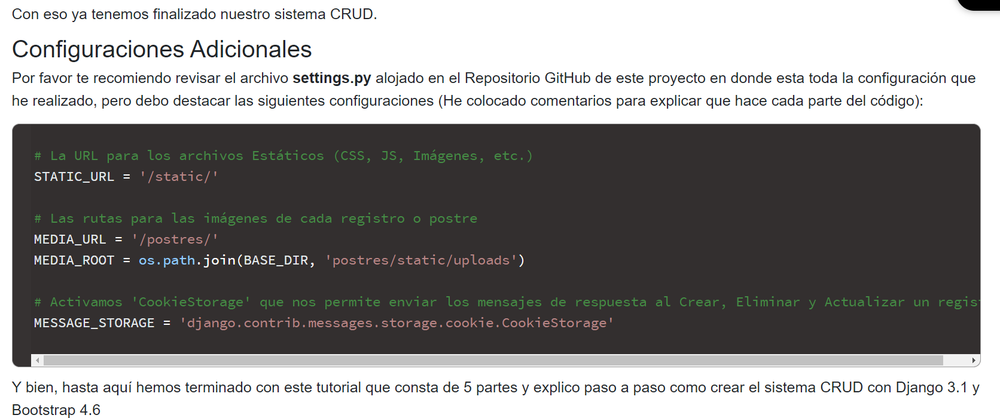 Con eso ya tenemos finalizado nuestro sistema CRUD.
Configuraciones Adicionales
Por favor te recomiendo revisar el archivo settings.py alojado en el Repositorio GitHub de este proyecto en donde esta toda la configuración que
he realizado, pero debo destacar las siguientes configuraciones (He colocado comentarios para explicar que hace cada parte del código):
# La URL para los archivos Estáticos (CSS, JS, Imágenes, etc.)
STATIC_URL = '/static/'
# Las rutas para las imágenes de cada registro o postre
MEDIA_URL = '/postres/'
MEDIA_ROOT = os.path.join(BASE_DIR, 'postres/static/uploads')
# Activamos 'CookieStorage' que nos permite enviar los mensajes de respuesta al Crear, Eliminar y Actualizar un regis
MESSAGE_STORAGE = 'django.contrib.messages.storage.cookie.CookieStorage'
Y bien, hasta aquí hemos terminado con este tutorial que consta de 5 partes y explico paso a paso como crear el sistema CRUD con Django 3.1 y
Bootstrap 4.6